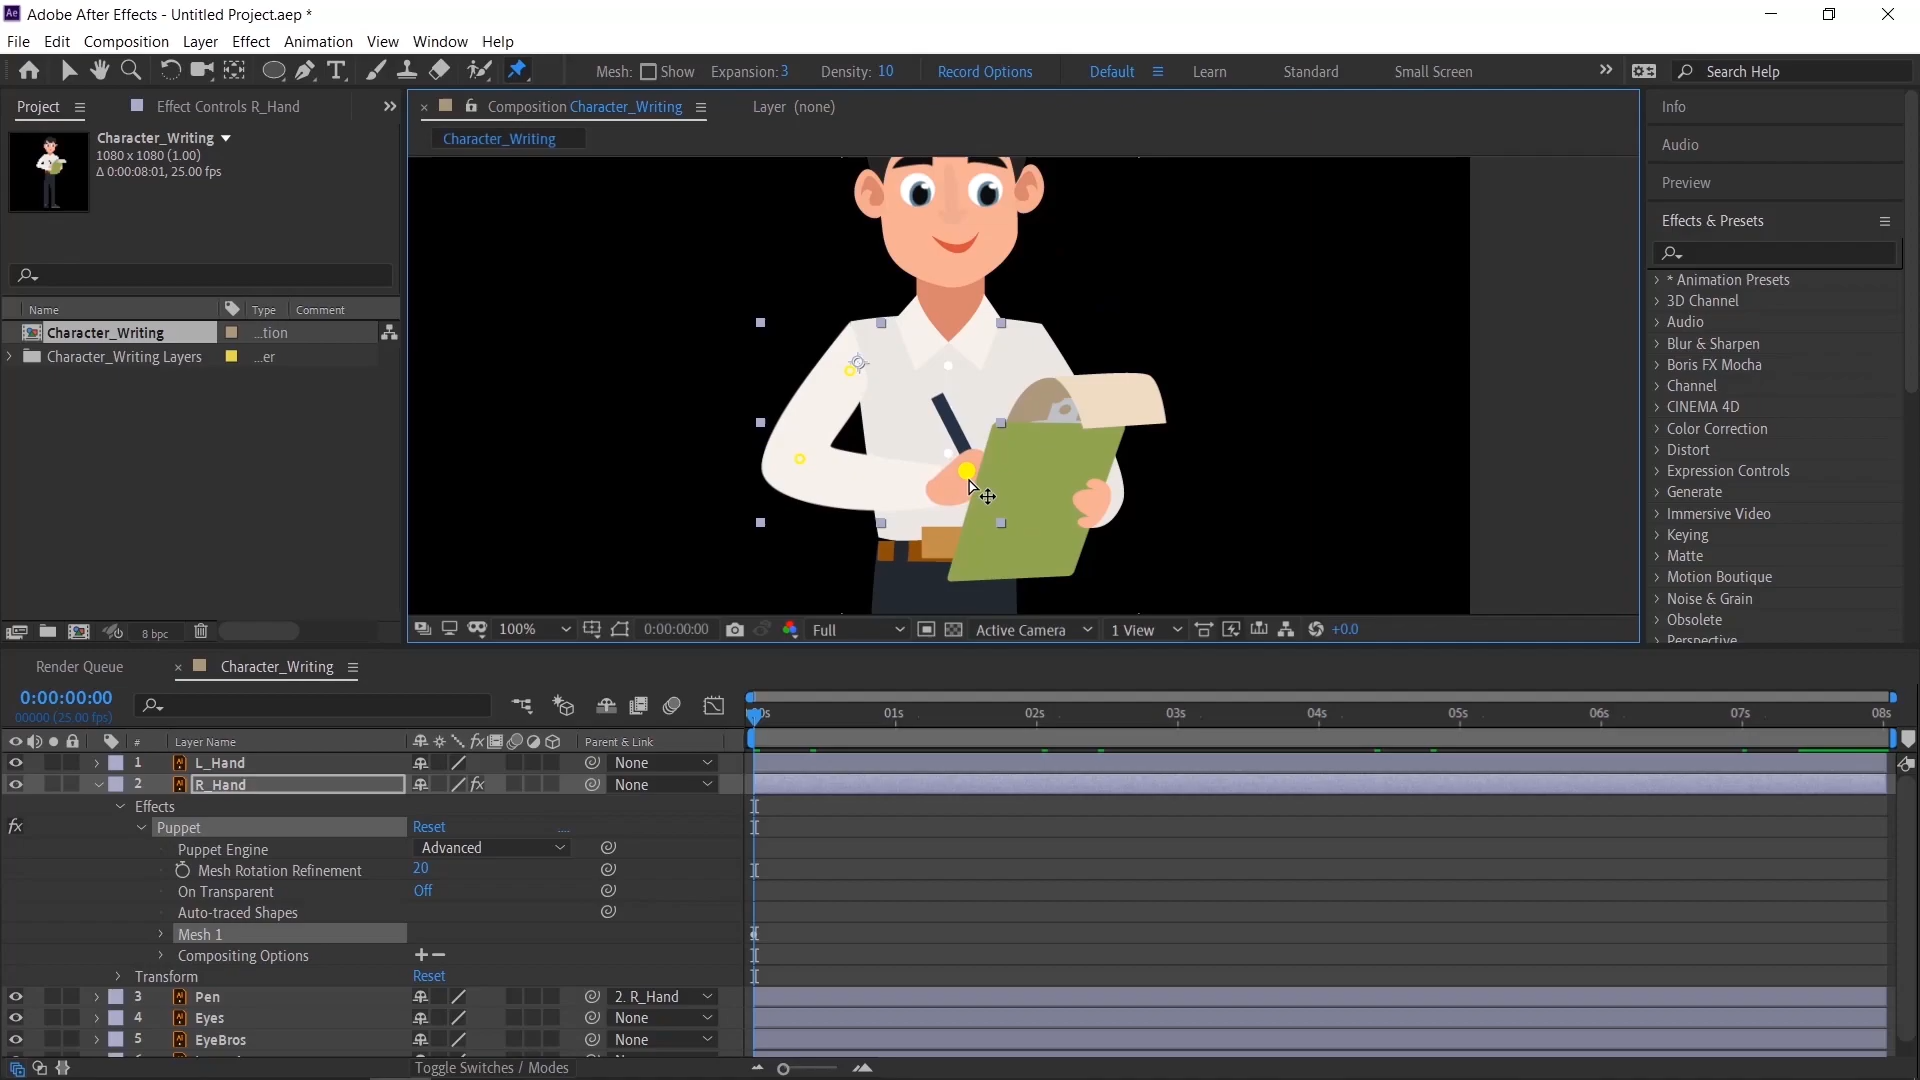 Adobe After Effects - Untitled Project.aep *
File Edit Composition Layer Effect Animation View Window Help
Mesh: Show Expansion: 3 Density: 10 Record Options Default Learn Standard Small Screen Search Help
Project Effect Controls R_Hand
Composition Character_Writing Layer (none)
Character_Writing
1080 x 1080 (1.00)
Δ 0:00:08:01, 25.00 fps
Character_Writing
Name Type Comment
Character_Writing ...tion
Character_Writing Layers ...er
8 bpc
100% 0:00:00:00 Full Active Camera 1 View +0.0
Info
Audio
Preview
Effects & Presets
* Animation Presets
3D Channel
Audio
Blur & Sharpen
Boris FX Mocha
Channel
CINEMA 4D
Color Correction
Distort
Expression Controls
Generate
Immersive Video
Keying
Matte
Motion Boutique
Noise & Grain
Obsolete
Perspective
Render Queue Character_Writing
0:00:00:00
00000 (25.00 fps)
01s 02s 03s 04s 05s 06s 07s 08s
# Layer Name fx Parent & Link
1 L_Hand None
2 R_Hand fx None
Effects
fx Puppet Reset ....
Puppet Engine Advanced
Mesh Rotation Refinement 20
On Transparent Off
Auto-traced Shapes
Mesh 1
Compositing Options
Transform Reset
3 Pen 2. R_Hand
4 Eyes None
5 EyeBros None
Toggle Switches / Modes